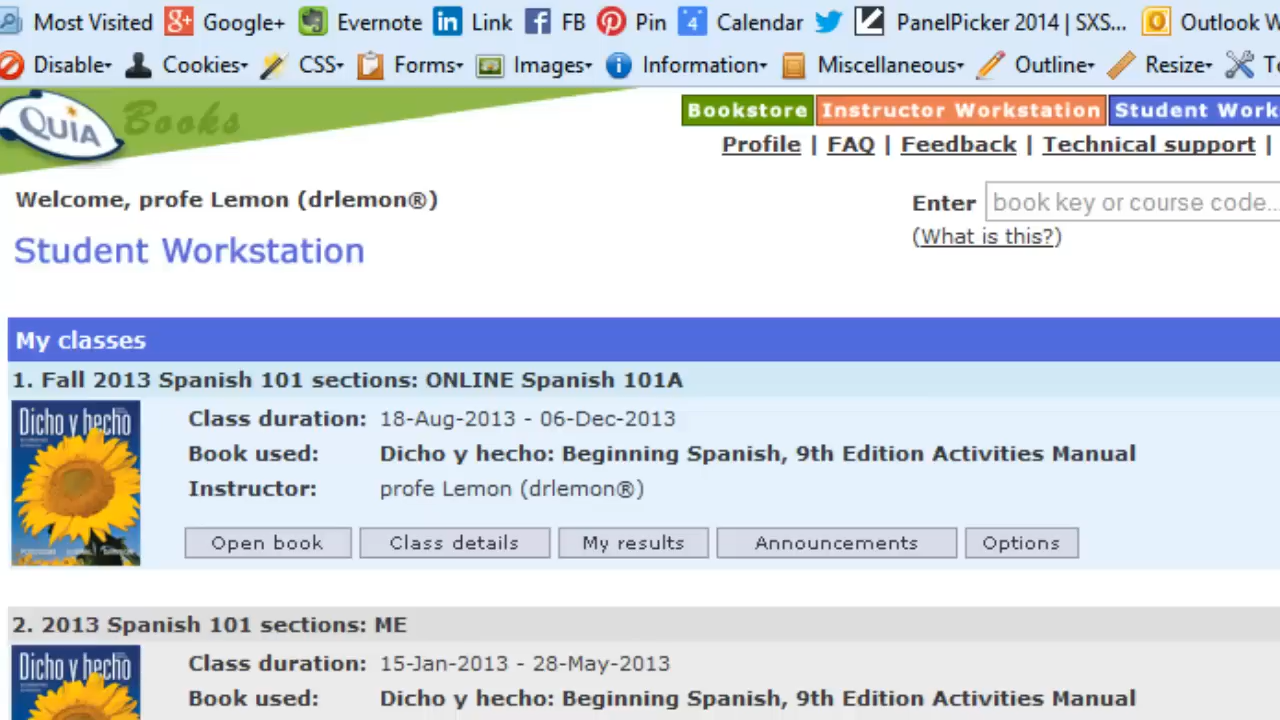 Most Visited Google+ Evernote Link FB Pin Calendar PanelPicker 2014 | SXS... Outlook W
Disable Cookies CSS Forms Images Information Miscellaneous Outline Resize
QUIA Books
Bookstore Instructor Workstation Student Work
Profile | FAQ | Feedback | Technical support |
Welcome, profe Lemon (drlemon®)
Enter book key or course code...
(What is this?)
Student Workstation
My classes
1. Fall 2013 Spanish 101 sections: ONLINE Spanish 101A
Dicho y hecho
Class duration: 18-Aug-2013 - 06-Dec-2013
Book used: Dicho y hecho: Beginning Spanish, 9th Edition Activities Manual
Instructor: profe Lemon (drlemon®)
Open book Class details My results Announcements Options
2. 2013 Spanish 101 sections: ME
Dicho y hecho
Class duration: 15-Jan-2013 - 28-May-2013
Book used: Dicho y hecho: Beginning Spanish, 9th Edition Activities Manual